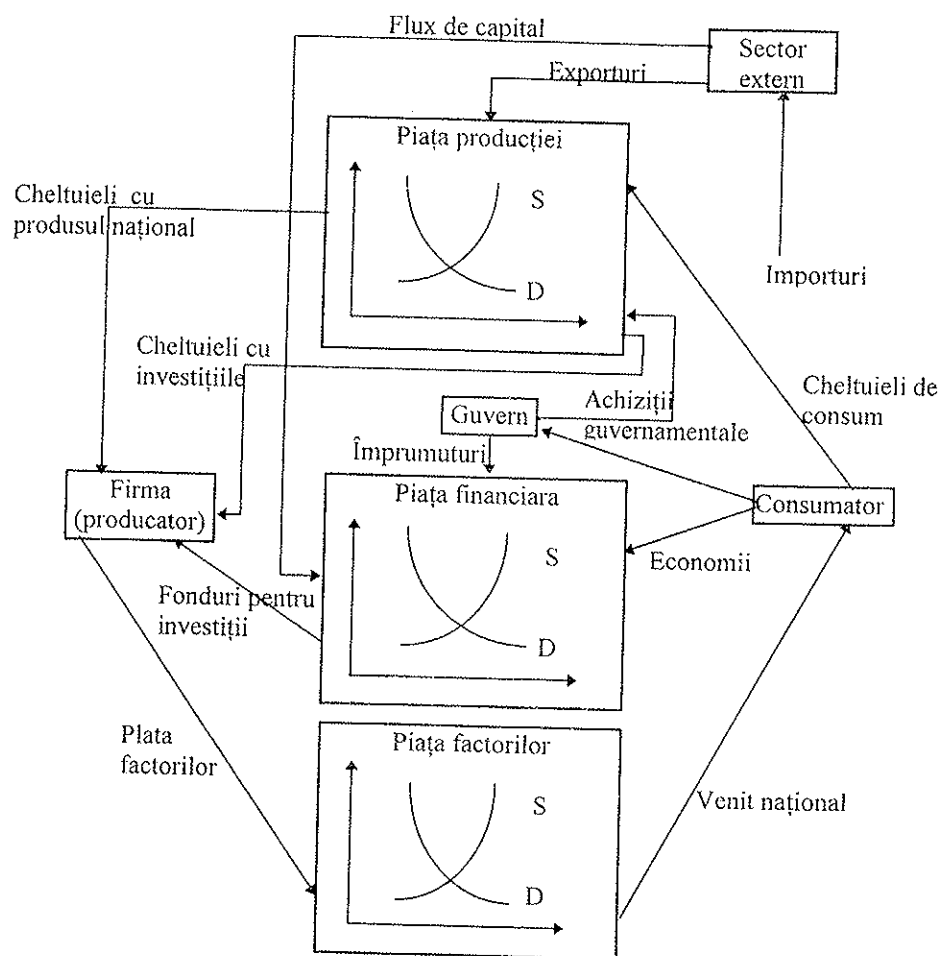 Flux de capital
Sector
extern
Exporturi
Piața producției
S
D
Cheltuieli cu
produsul național
Importuri
Cheltuieli cu
investițiile
Cheltuieli de
consum
Guvern
Achiziții
guvernamentale
Împrumuturi
Firma
(producator)
Piața financiara
S
D
Consumator
Economii
Fonduri pentru
investiții
Plata
factorilor
Piața factorilor
S
D
Venit național